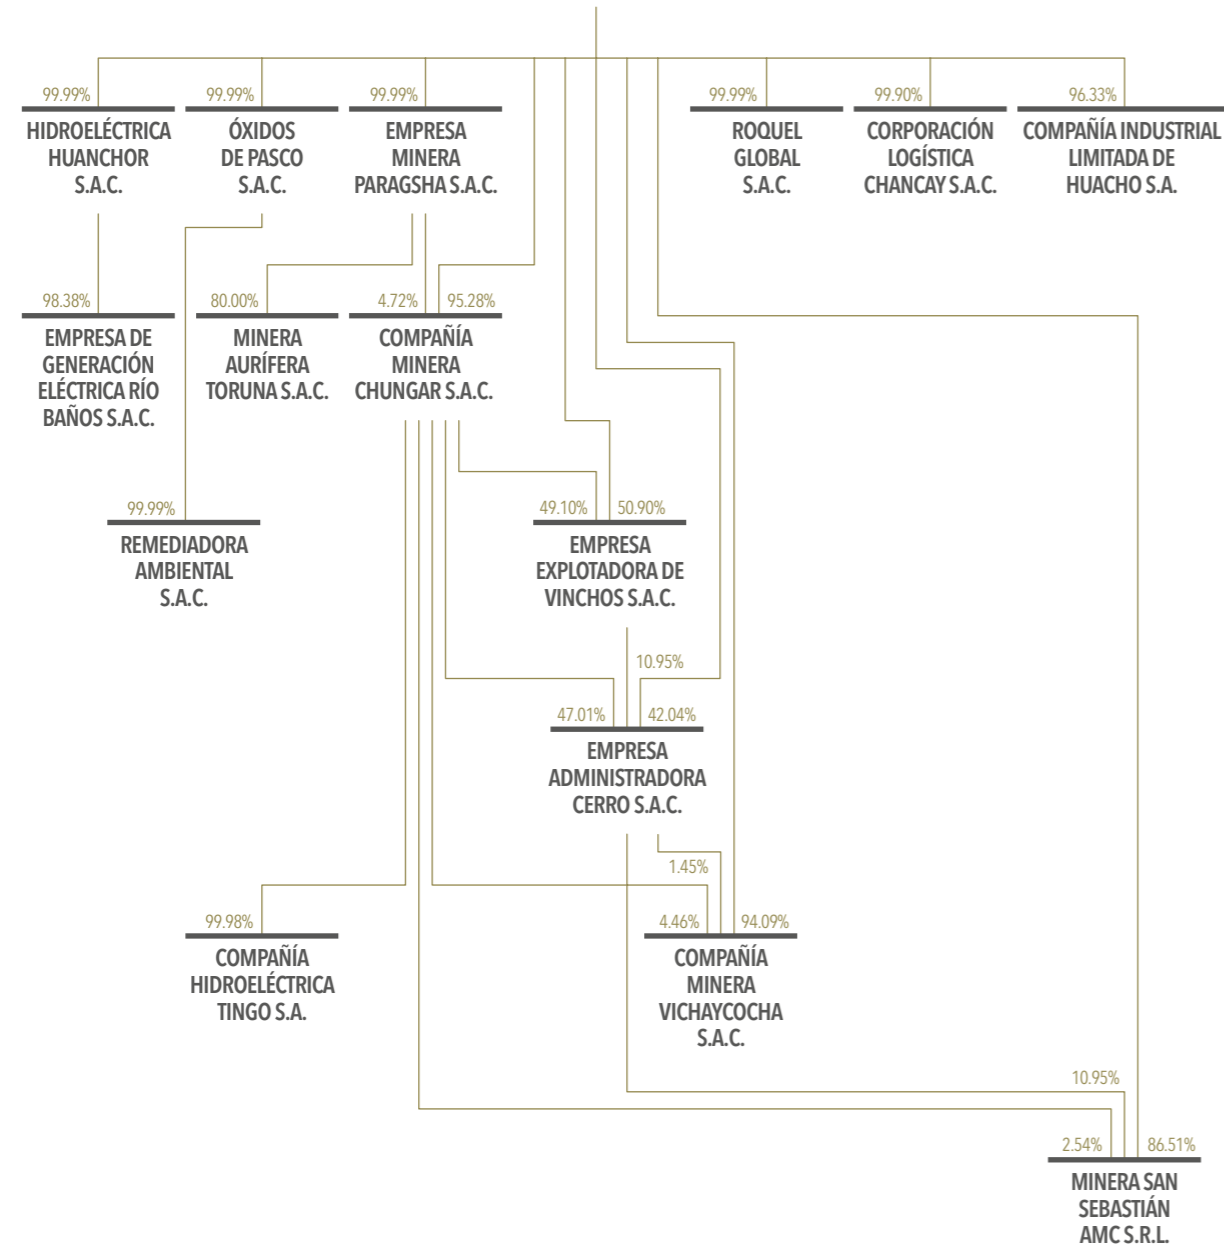 99.99%
HIDROELÉCTRICA
HUANCHOR
S.A.C.
99.99%
ÓXIDOS
DE PASCO
S.A.C.
99.99%
EMPRESA
MINERA
PARAGSHA S.A.C.
99.99%
ROQUEL
GLOBAL
S.A.C.
99.90%
CORPORACIÓN
LOGÍSTICA
CHANCAY S.A.C.
96.33%
COMPAÑÍA INDUSTRIAL
LIMITADA DE
HUACHO S.A.
98.38%
EMPRESA DE
GENERACIÓN
ELÉCTRICA RÍO
BAÑOS S.A.C.
80.00%
MINERA
AURÍFERA
TORUNA S.A.C.
4.72% 95.28%
COMPAÑÍA
MINERA
CHUNGAR S.A.C.
99.99%
REMEDIADORA
AMBIENTAL
S.A.C.
49.10% 50.90%
EMPRESA
EXPLOTADORA DE
VINCHOS S.A.C.
10.95%
47.01% 42.04%
EMPRESA
ADMINISTRADORA
CERRO S.A.C.
1.45%
99.98%
COMPAÑÍA
HIDROELÉCTRICA
TINGO S.A.
4.46% 94.09%
COMPAÑÍA
MINERA
VICHAYCOCHA
S.A.C.
10.95%
2.54% 86.51%
MINERA SAN
SEBASTIÁN
AMC S.R.L.